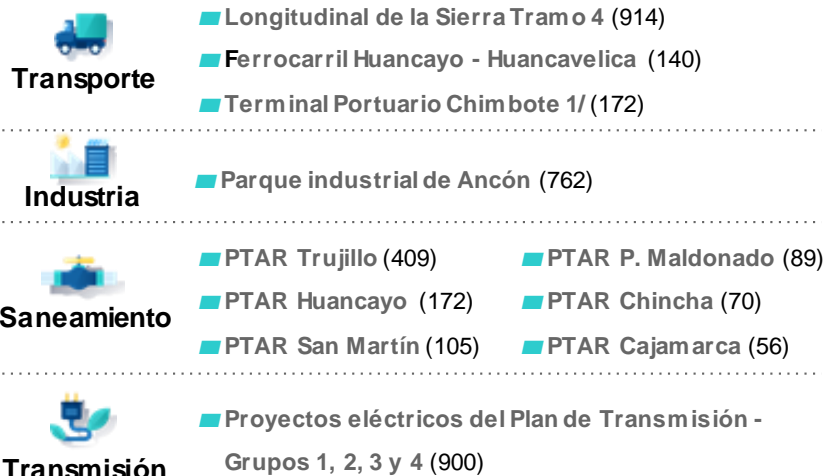 Longitudinal de la Sierra Tramo 4 (914)
Ferrocarril Huancayo - Huancavelica (140)
Transporte
Terminal Portuario Chimbote 1/ (172)
Industria
Parque industrial de Ancón (762)
PTAR Trujillo (409) PTAR P. Maldonado (89)
Saneamiento
PTAR Huancayo (172) PTAR Chincha (70)
PTAR San Martín (105) PTAR Cajamarca (56)
Proyectos eléctricos del Plan de Transmisión -
Transmisión
Grupos 1, 2, 3 y 4 (900)